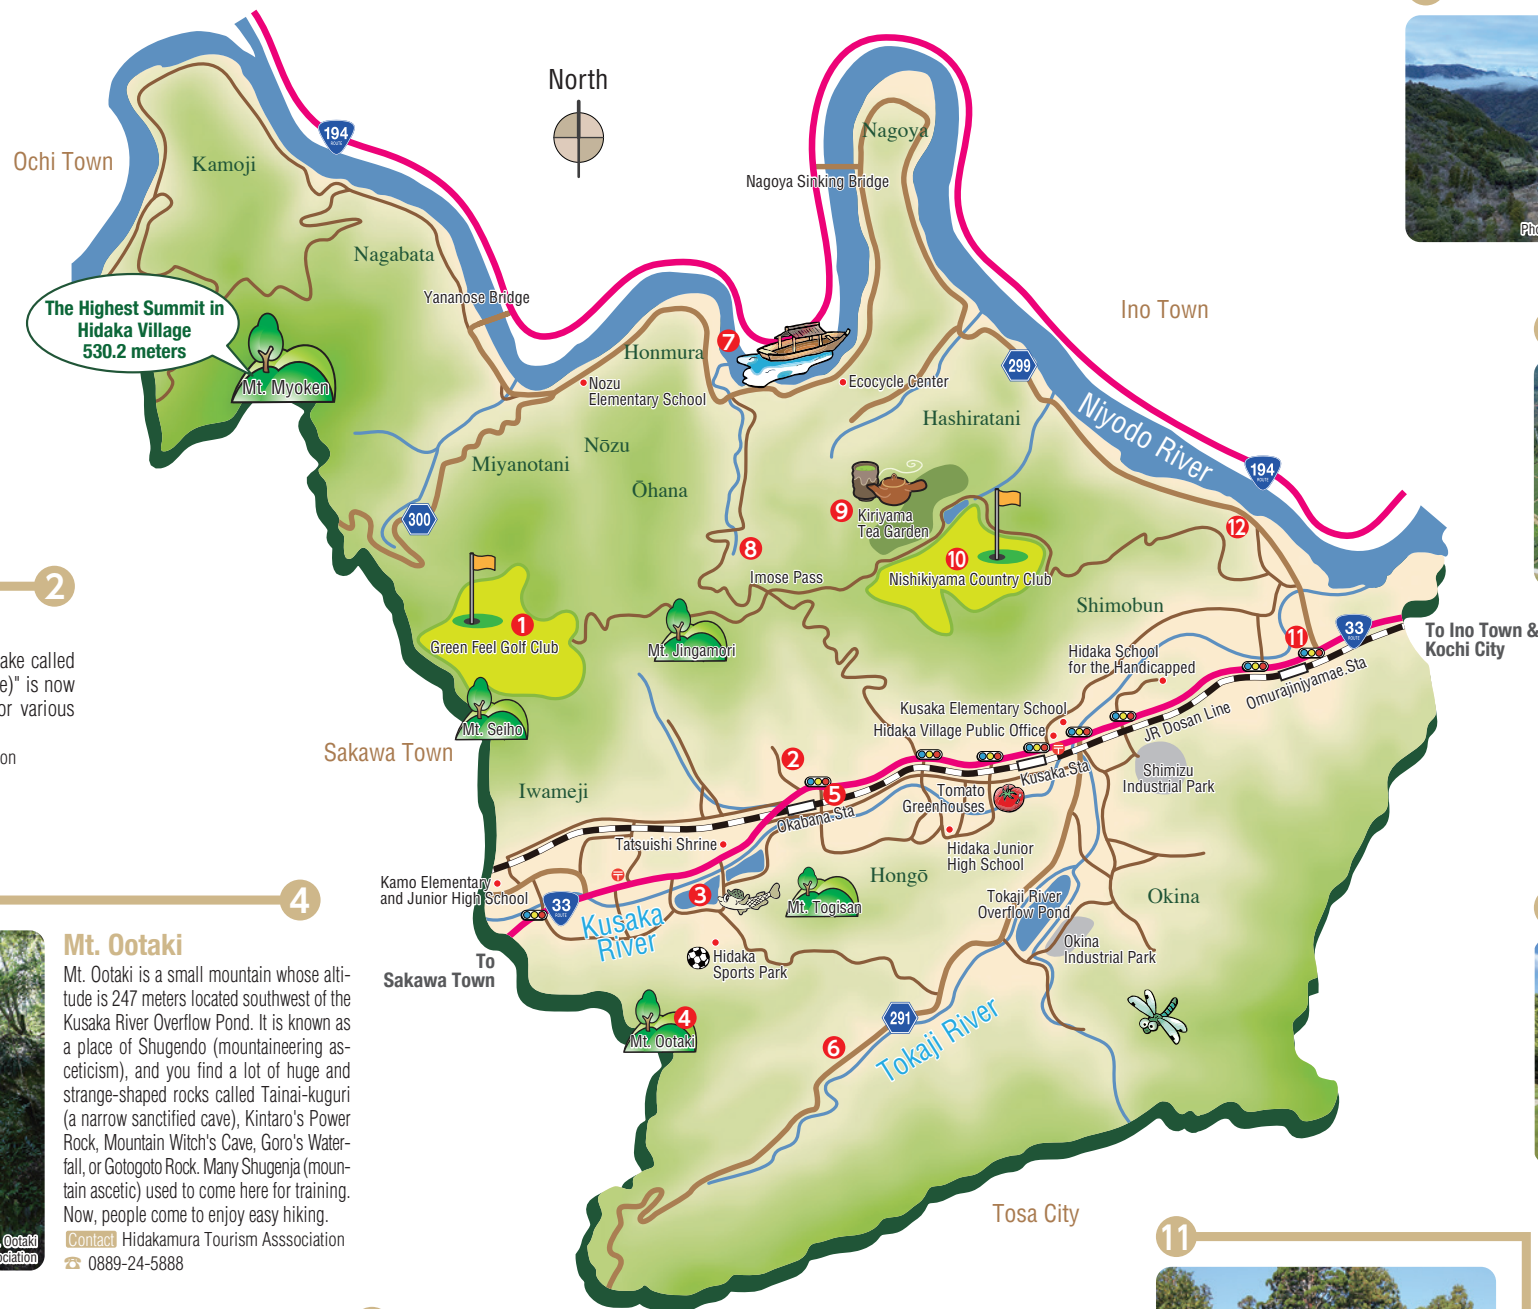 North
194
ROUTE
Ochi Town
Kamoji
Nagoya
Nagoya Sinking Bridge
Nagabata
Yananose Bridge
The Highest Summit in
Hidaka Village
530.2 meters
Mt. Myoken
Ino Town
Honmura
7
Nozu
Elementary School
Ecocycle Center
299
Niyodo River
Hashiratani
Nōzu
Miyanotani
Ōhana
194
ROUTE
300
9
Kiriyama
Tea Garden
12
8
Imose Pass
10
Nishikiyama Country Club
1
Green Feel Golf Club
Mt. Jingamori
Shimobun
11
33
ROUTE
To Ino Town &
Kochi City
Hidaka School
for the Handicapped
Omurajinjyamae.Sta
Kusaka Elementary School
Hidaka Village Public Office
JR Dosan Line
Mt. Seiho
Sakawa Town
2
Kusaka.Sta
Shimizu
Industrial Park
Iwameji
5
Okabana.Sta
Tomato
Greenhouses
Tatsuishi Shrine
Hidaka Junior
High School
Hongō
Kamo Elementary
and Junior High School
33
ROUTE
Kusaka
River
3
Mt. Togisan
Tokaji River
Overflow Pond
Okina
Okina
Industrial Park
To
Sakawa Town
Hidaka
Sports Park
4
Mt. Ootaki
6
291
Tokaji River
Tosa City
2
ake called
e)" is now
or various
on
4
Mt. Ootaki
Mt. Ootaki is a small mountain whose alti-
tude is 247 meters located southwest of the
Kusaka River Overflow Pond. It is known as
a place of Shugendo (mountaineering as-
ceticism), and you find a lot of huge and
strange-shaped rocks called Tainai-kuguri
(a narrow sanctified cave), Kintaro's Power
Rock, Mountain Witch's Cave, Goro's Water-
fall, or Gotogoto Rock. Many Shugenja (moun-
tain ascetic) used to come here for training.
Now, people come to enjoy easy hiking.
Contact Hidakamura Tourism Asssociation
☎ 0889-24-5888
Ootaki
ciation
Pho
11